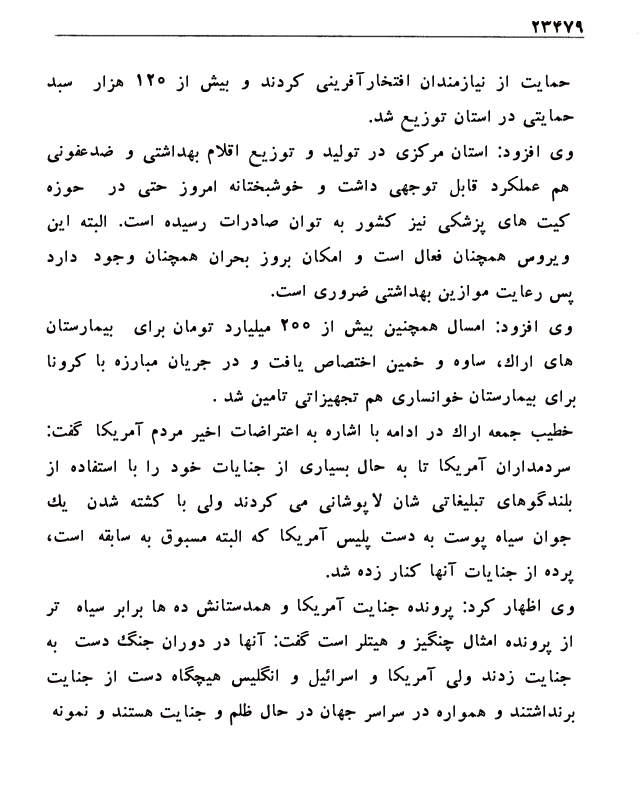 ۲۳۴۷۹
حمایت از نیازمندان افتخارآفرینی کردند و بیش از ۱۲۰ هزار سبد
حمایتی در استان توزیع شد.
وی افزود: استان مرکزی در تولید و توزیع اقلام بهداشتی و ضدعفونی
هم عملکرد قابل توجهی داشت و خوشبختانه امروز حتی در حوزه
کیت های پزشکی نیز کشور به توان صادرات رسیده است. البته این
ویروس همچنان فعال است و امکان بروز بحران همچنان وجود دارد
پس رعایت موازین بهداشتی ضروری است.
وی افزود: امسال همچنین بیش از ۲۰۰ میلیارد تومان برای بیمارستان
های اراك، ساوه و خمین اختصاص یافت و در جریان مبارزه با کرونا
برای بیمارستان خوانساری هم تجهیزاتی تامین شد .
خطیب جمعه اراك در ادامه با اشاره به اعتراضات اخیر مردم آمریکا گفت:
سردمداران آمریکا تا به حال بسیاری از جنایات خود را با استفاده از
بلندگوهای تبلیغاتی شان لاپوشانی می کردند ولی با کشته شدن يك
جوان سیاه پوست به دست پلیس آمریکا که البته مسبوق به سابقه است،
پرده از جنایات آنها کنار زده شد.
وی اظهار کرد: پرونده جنایت آمریکا و همدستانش ده ها برابر سیاه تر
از پرونده امثال چنگیز و هیتلر است گفت: آنها در دوران جنگ دست به
جنایت زدند ولی آمریکا و اسرائیل و انگلیس هیچگاه دست از جنایت
برنداشتند و همواره در سراسر جهان در حال ظلم و جنایت هستند و نمونه